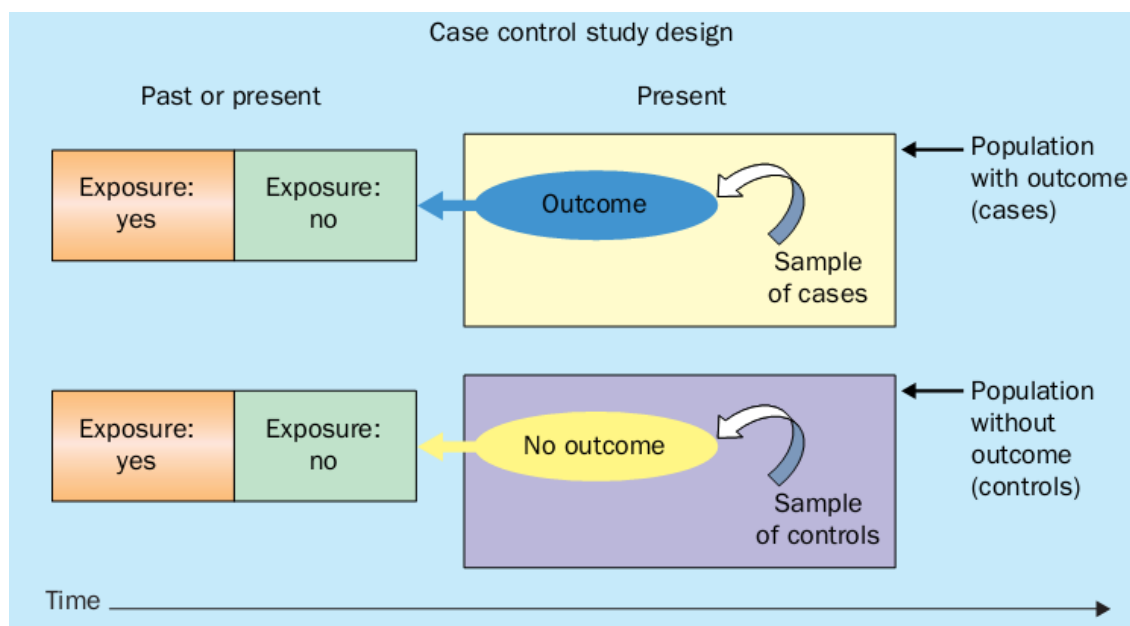 Case control study design
Past or present
Present
Exposure:
yes
Exposure:
no
Outcome
Sample
of cases
Population
with outcome
(cases)
Exposure:
yes
Exposure:
no
No outcome
Sample
of controls
Population
without
outcome
(controls)
Time